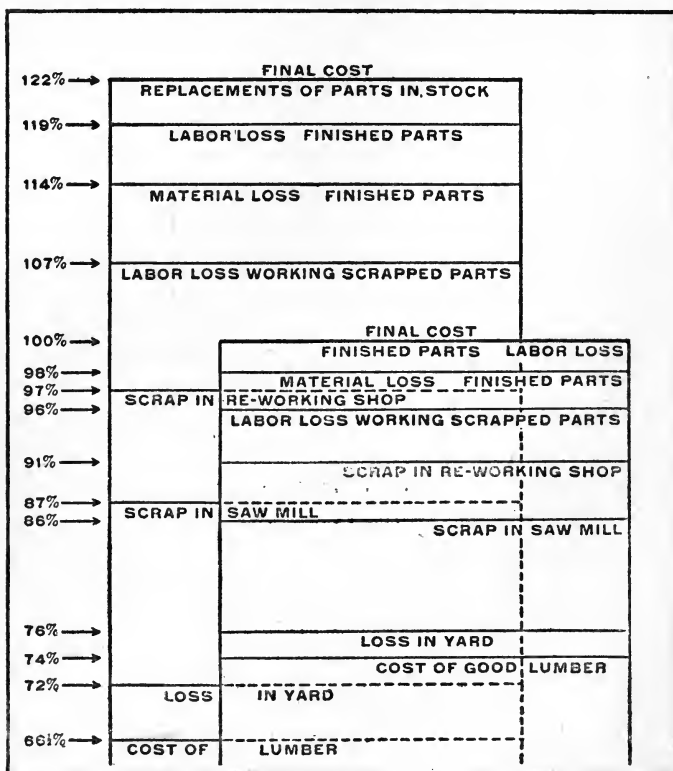 FINAL COST
122%
REPLACEMENTS OF PARTS IN STOCK
119%
LABOR LOSS FINISHED PARTS
114%
MATERIAL LOSS FINISHED PARTS
107%
LABOR LOSS WORKING SCRAPPED PARTS
FINAL COST
100%
FINISHED PARTS LABOR LOSS
98%
MATERIAL LOSS FINISHED PARTS
97%
SCRAP IN RE-WORKING SHOP
96%
LABOR LOSS WORKING SCRAPPED PARTS
91%
SCRAP IN RE-WORKING SHOP
87%
SCRAP IN SAW MILL
86%
SCRAP IN SAW MILL
76%
LOSS IN YARD
74%
COST OF GOOD LUMBER
72%
LOSS IN YARD
66½%
COST OF LUMBER